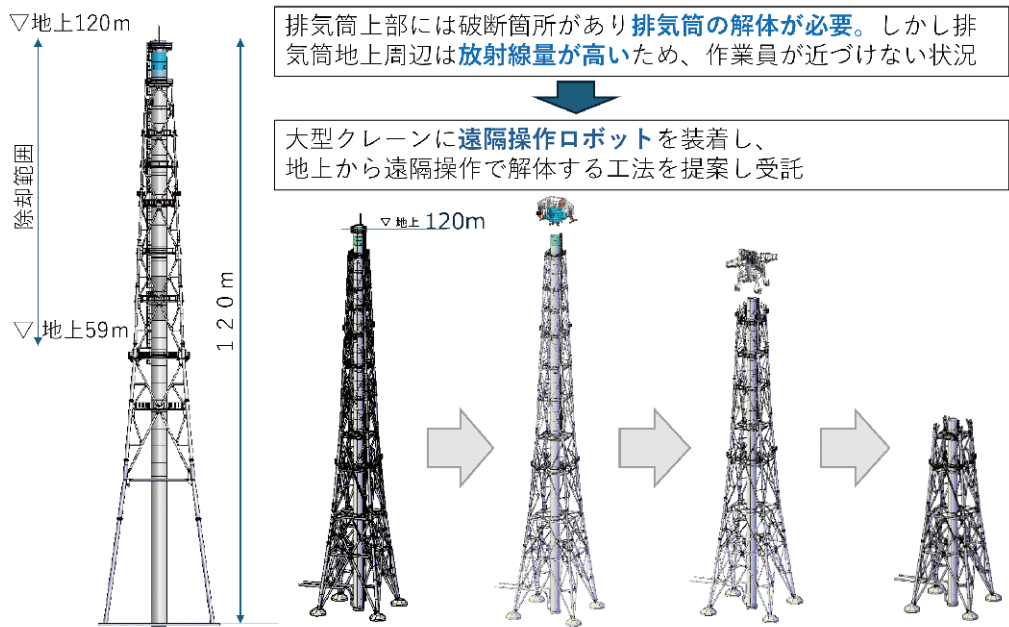 ▽地上120m
排気筒上部には破断箇所があり排気筒の解体が必要。しかし排
気筒地上周辺は放射線量が高いため、作業員が近づけない状況
大型クレーンに遠隔操作ロボットを装着し、
地上から遠隔操作で解体する工法を提案し受託
除却範囲
▽ 地上59m
120m
▽ 地上 120m